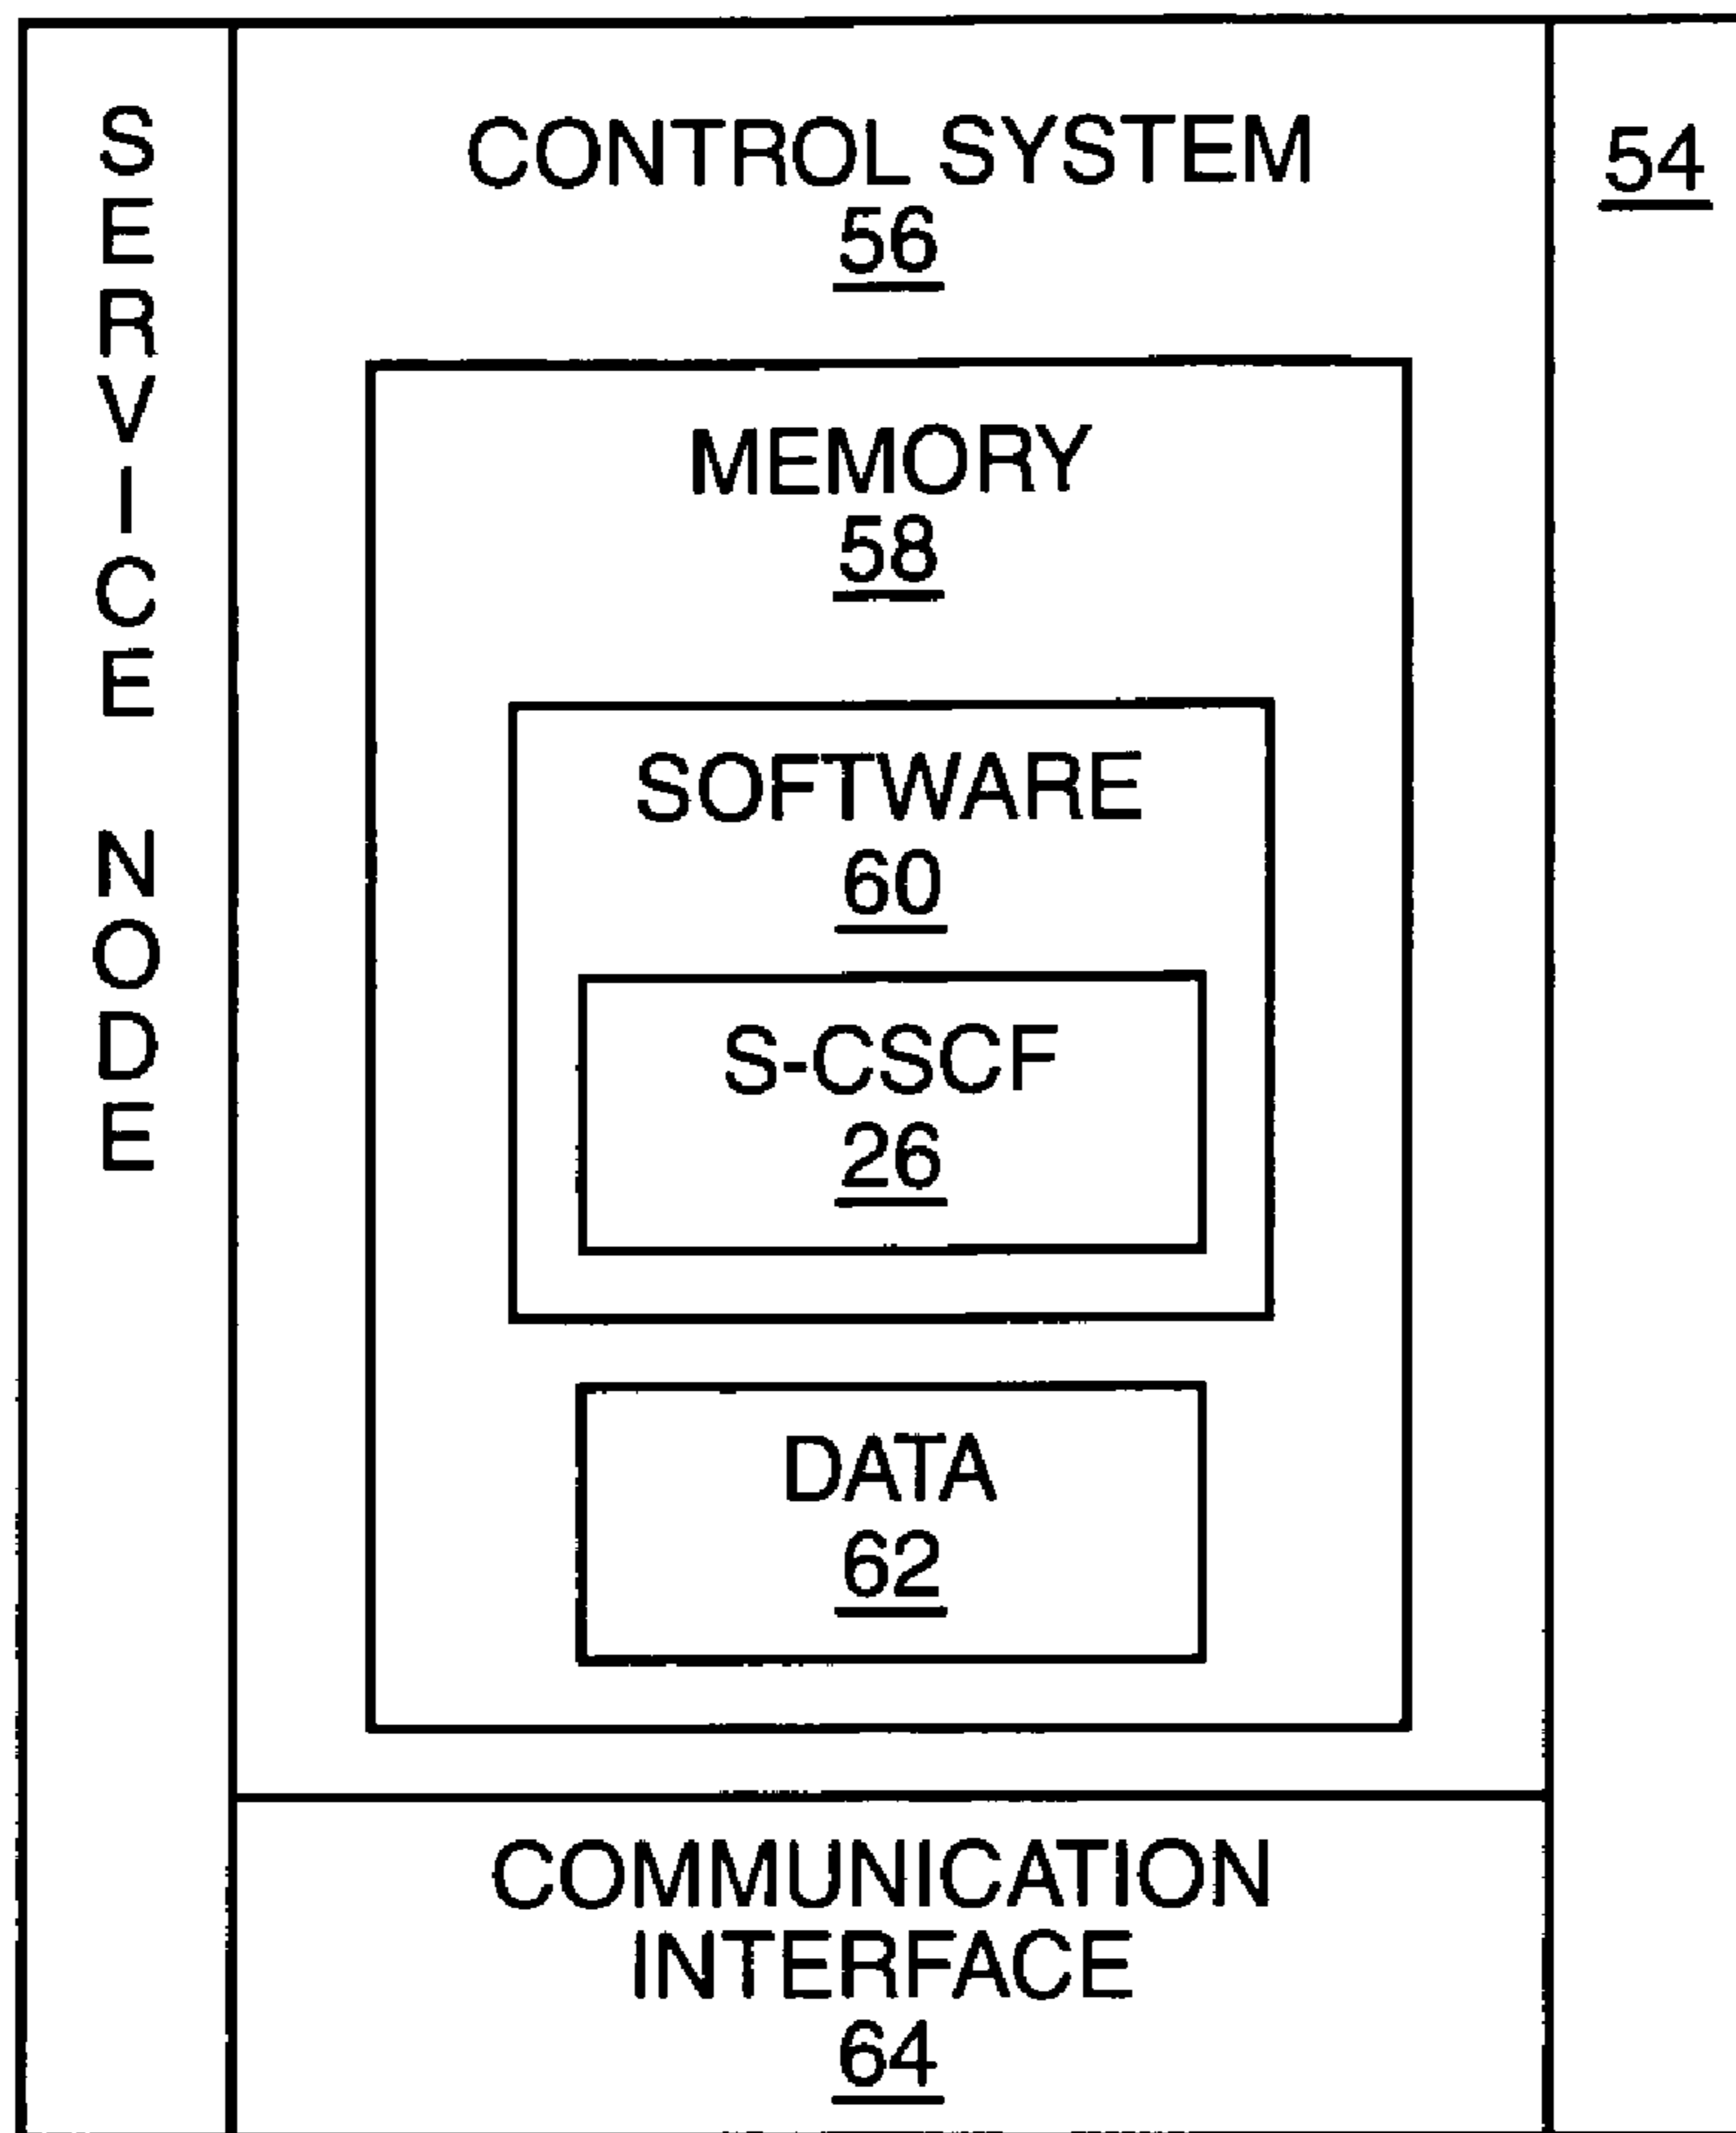 SERVICE NODE
CONTROL SYSTEM
56
54
MEMORY
58
SOFTWARE
60
S-CSCF
26
DATA
62
COMMUNICATION
INTERFACE
64